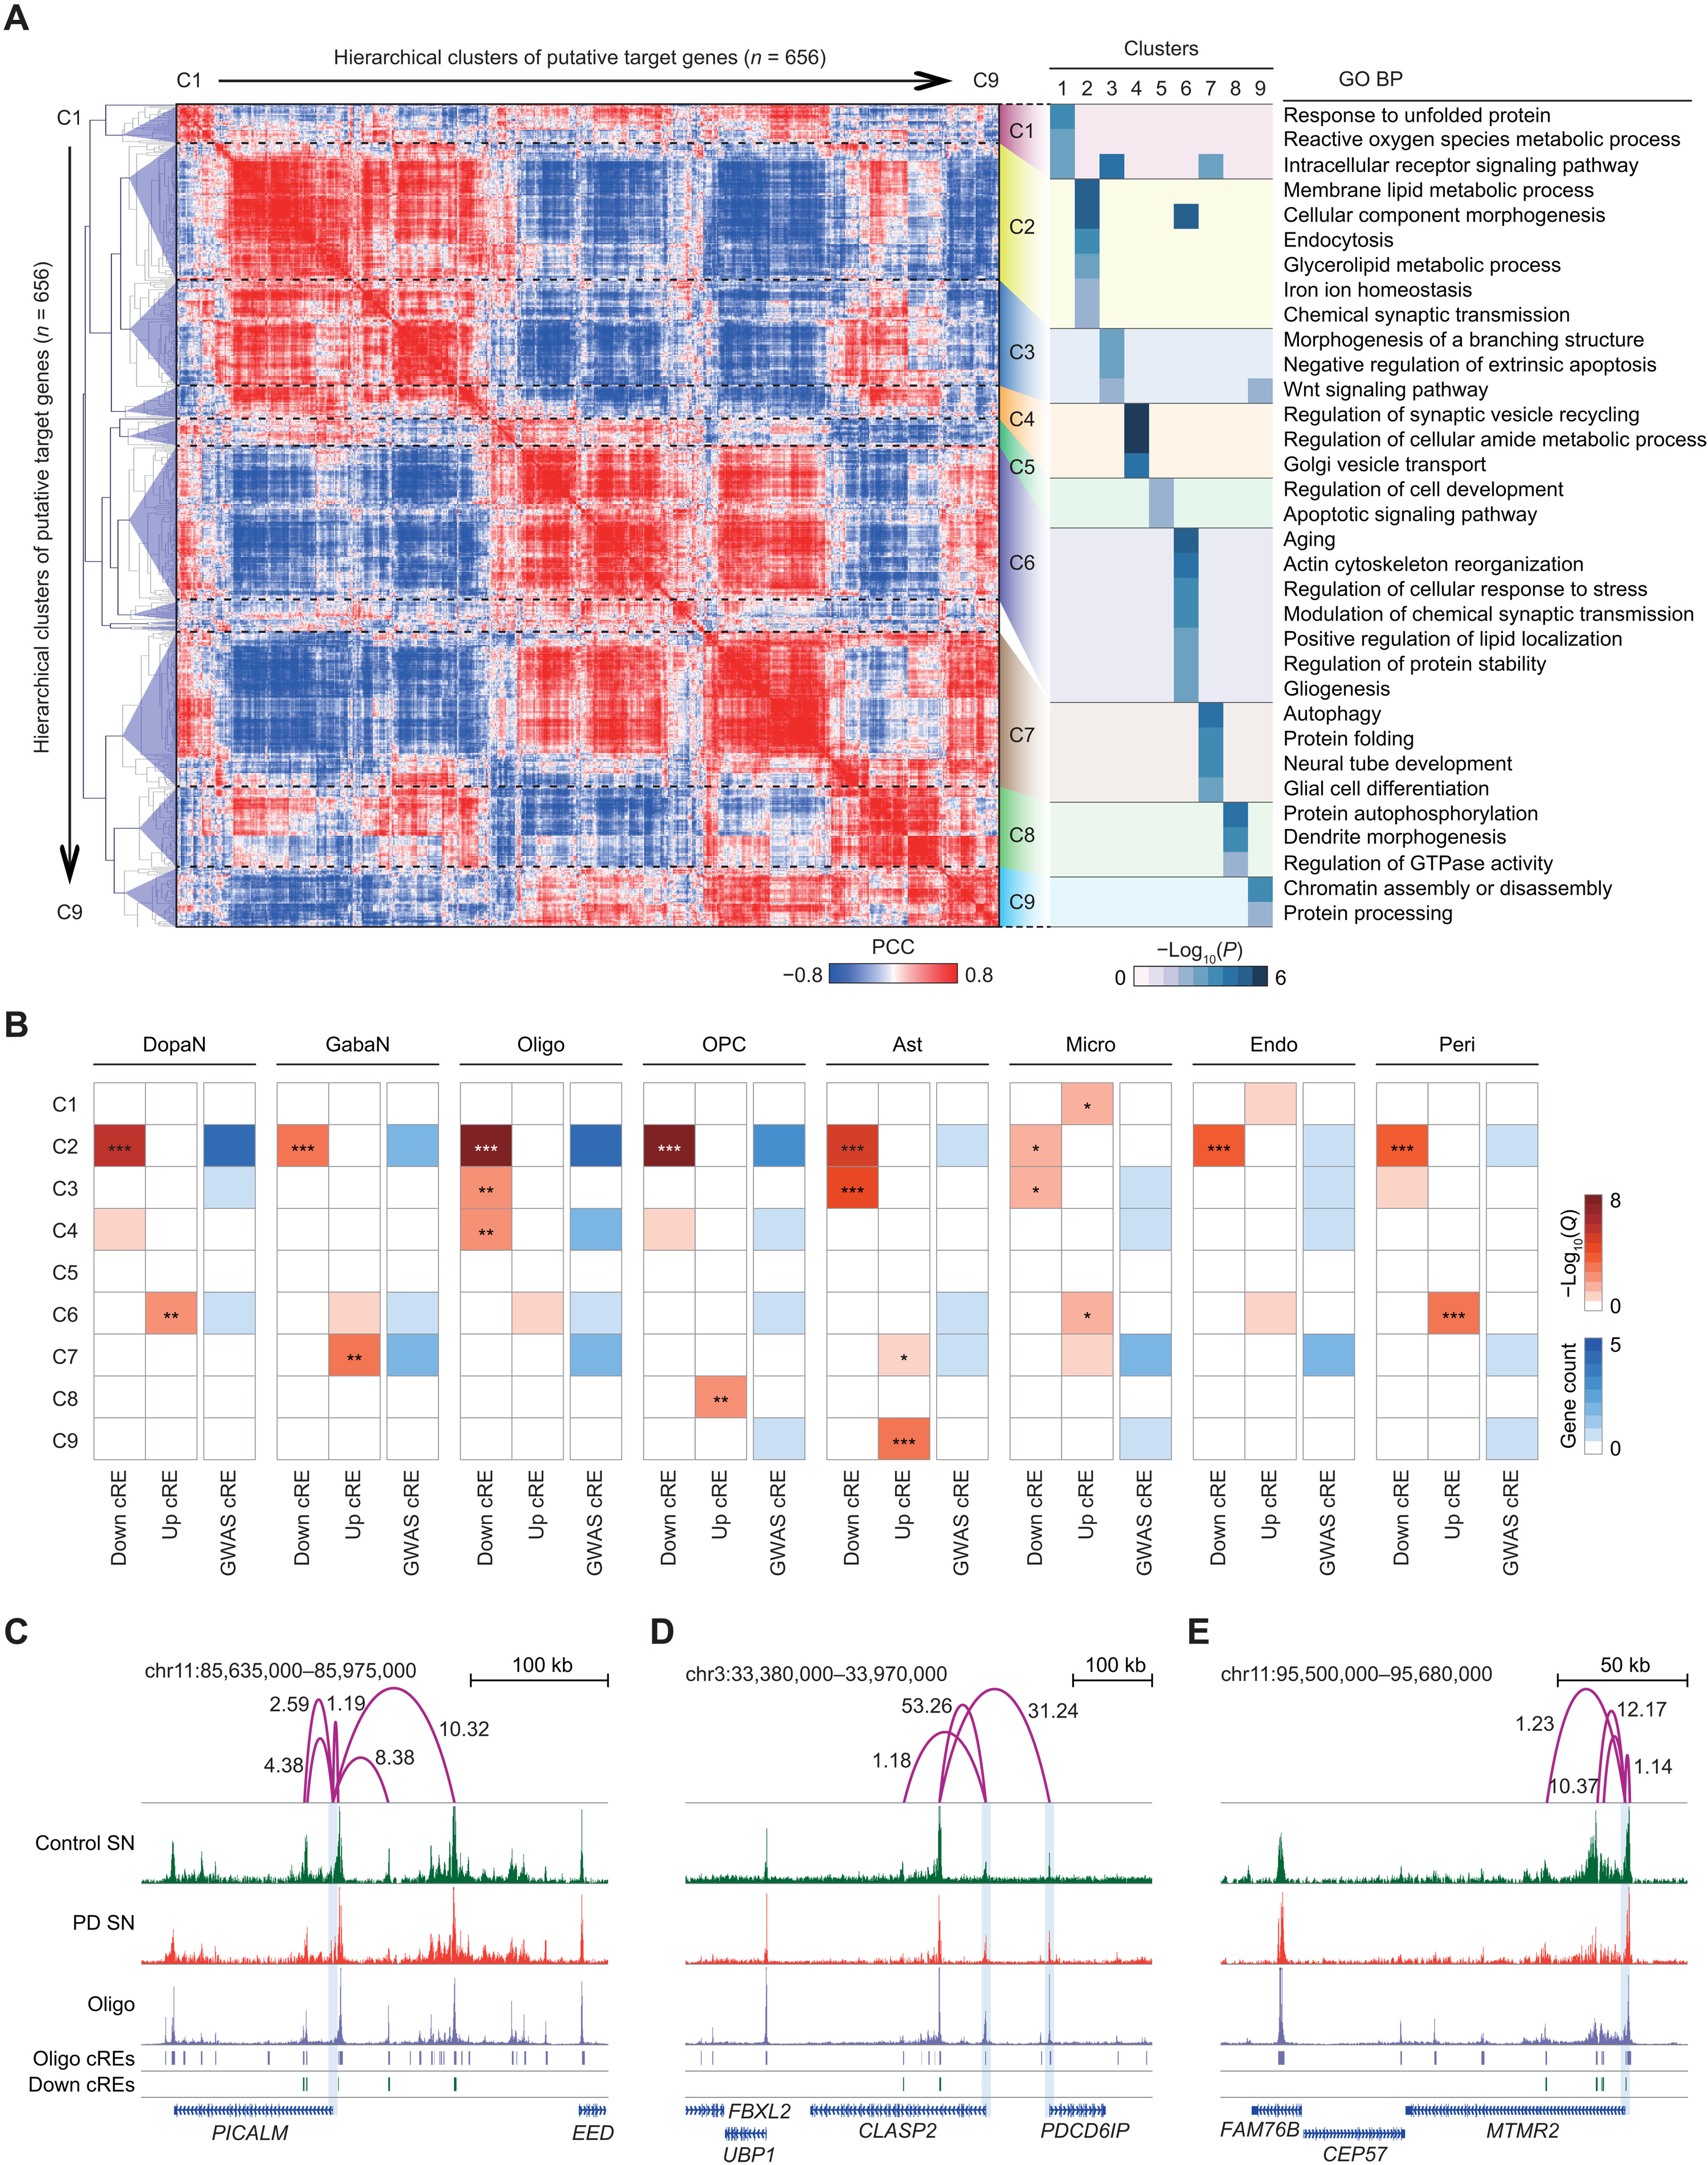 A
Hierarchical clusters of putative target genes (n = 656)
C1
C9
Clusters
1 2 3 4 5 6 7 8 9
GO BP
C1
C9
Hierarchical clusters of putative target genes (n = 656)
C1
C2
C3
C4
C5
C6
C7
C8
C9
Response to unfolded protein
Reactive oxygen species metabolic process
Intracellular receptor signaling pathway
Membrane lipid metabolic process
Cellular component morphogenesis
Endocytosis
Glycerolipid metabolic process
Iron ion homeostasis
Chemical synaptic transmission
Morphogenesis of a branching structure
Negative regulation of extrinsic apoptosis
Wnt signaling pathway
Regulation of synaptic vesicle recycling
Regulation of cellular amide metabolic process
Golgi vesicle transport
Regulation of cell development
Apoptotic signaling pathway
Aging
Actin cytoskeleton reorganization
Regulation of cellular response to stress
Modulation of chemical synaptic transmission
Positive regulation of lipid localization
Regulation of protein stability
Gliogenesis
Autophagy
Protein folding
Neural tube development
Glial cell differentiation
Protein autophosphorylation
Dendrite morphogenesis
Regulation of GTPase activity
Chromatin assembly or disassembly
Protein processing
PCC
−0.8 0.8
−Log10(P)
0 6
B
DopaN GabaN Oligo OPC Ast Micro Endo Peri
C1 *
C2 *** *** *** *** *** * *** ***
C3 ** *** *
C4 **
C5
C6 ** * ***
C7 ** *
C8 **
C9 ***
Down cRE Up cRE GWAS cRE Down cRE Up cRE GWAS cRE Down cRE Up cRE GWAS cRE Down cRE Up cRE GWAS cRE Down cRE Up cRE GWAS cRE Down cRE Up cRE GWAS cRE Down cRE Up cRE GWAS cRE Down cRE Up cRE GWAS cRE
−Log10(Q)
8
0
Gene count
5
0
C
chr11:85,635,000–85,975,000
100 kb
2.59
1.19
10.32
4.38
8.38
Control SN
PD SN
Oligo
Oligo cREs
Down cREs
PICALM
EED
D
chr3:33,380,000–33,970,000
100 kb
53.26
31.24
1.18
FBXL2
UBP1
CLASP2
PDCD6IP
E
chr11:95,500,000–95,680,000
50 kb
1.23
12.17
10.37
1.14
FAM76B
CEP57
MTMR2